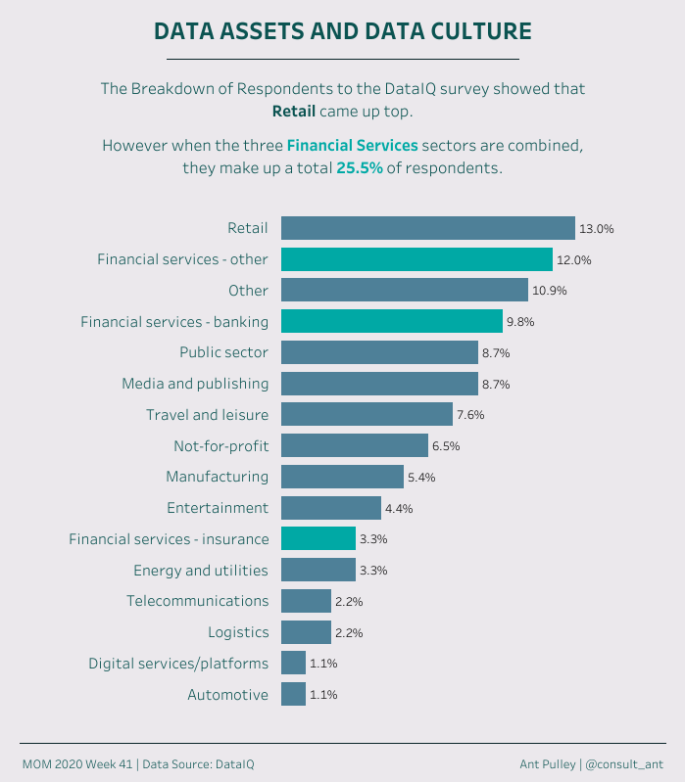 DATA ASSETS AND DATA CULTURE
The Breakdown of Respondents to the DataIQ survey showed that
Retail came up top.
However when the three Financial Services sectors are combined,
they make up a total 25.5% of respondents.
Retail 13.0%
Financial services - other 12.0%
Other 10.9%
Financial services - banking 9.8%
Public sector 8.7%
Media and publishing 8.7%
Travel and leisure 7.6%
Not-for-profit 6.5%
Manufacturing 5.4%
Entertainment 4.4%
Financial services - insurance 3.3%
Energy and utilities 3.3%
Telecommunications 2.2%
Logistics 2.2%
Digital services/platforms 1.1%
Automotive 1.1%
MOM 2020 Week 41 | Data Source: DataIQ
Ant Pulley | @consult_ant